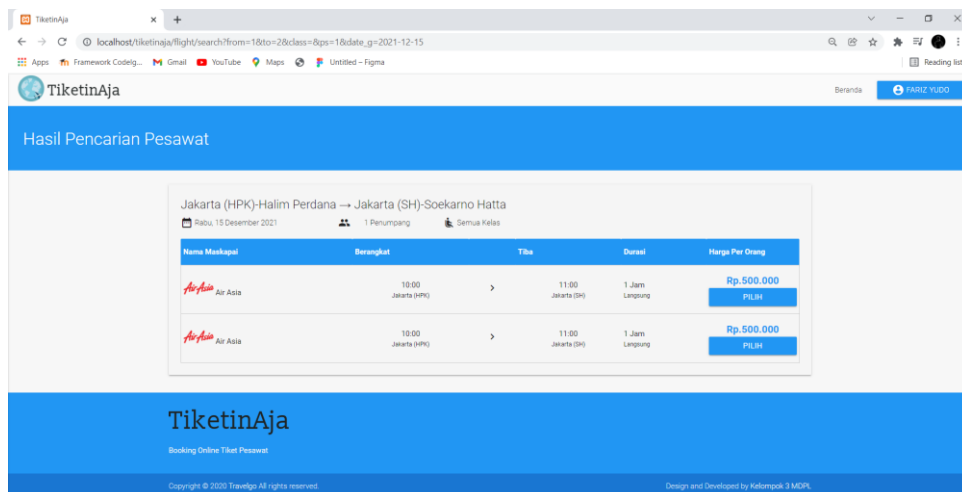 TiketinAja
localhost/tiketinaja/flight/search?from=1&to=2&class=&ps=1&date_g=2021-12-15
Apps Framework CodeIg... Gmail YouTube Maps Untitled – Figma Reading list
TiketinAja Beranda FARIZ YUDO
Hasil Pencarian Pesawat
Jakarta (HPK)-Halim Perdana → Jakarta (SH)-Soekarno Hatta
Rabu, 15 Desember 2021 1 Penumpang Semua Kelas
Nama Maskapai Berangkat Tiba Durasi Harga Per Orang
AirAsia Air Asia 10:00 > 11:00 1 Jam Rp.500.000
Jakarta (HPK) Jakarta (SH) Langsung PILIH
AirAsia Air Asia 10:00 > 11:00 1 Jam Rp.500.000
Jakarta (HPK) Jakarta (SH) Langsung PILIH
TiketinAja
Booking Online Tiket Pesawat
Copyright © 2020 Travelgo All rights reserved. Design and Developed by Kelompok 3 MDPL.